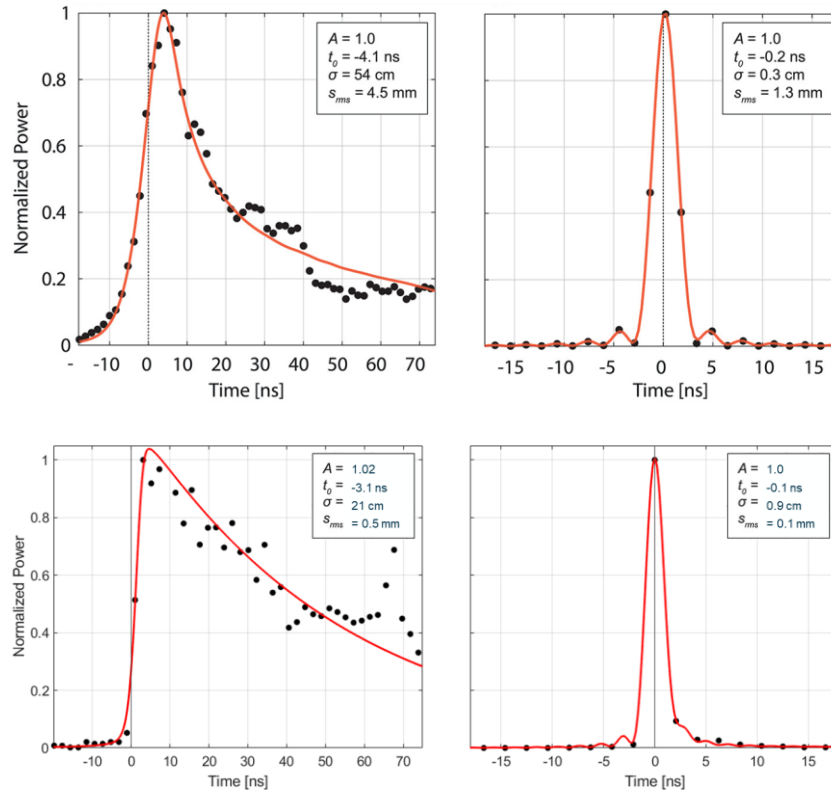 A = 1.0
t0 = -4.1 ns
σ = 54 cm
srms = 4.5 mm
Normalized Power
1
0.8
0.6
0.4
0.2
0
- -10 0 10 20 30 40 50 60 70
Time [ns]
A = 1.0
t0 = -0.2 ns
σ = 0.3 cm
srms = 1.3 mm
-15 -10 -5 0 5 10 15
Time [ns]
A = 1.02
t0 = -3.1 ns
σ = 21 cm
srms = 0.5 mm
Normalized Power
1
0.8
0.6
0.4
0.2
0
-10 0 10 20 30 40 50 60 70
Time [ns]
A = 1.0
t0 = -0.1 ns
σ = 0.9 cm
srms = 0.1 mm
-15 -10 -5 0 5 10 15
Time [ns]